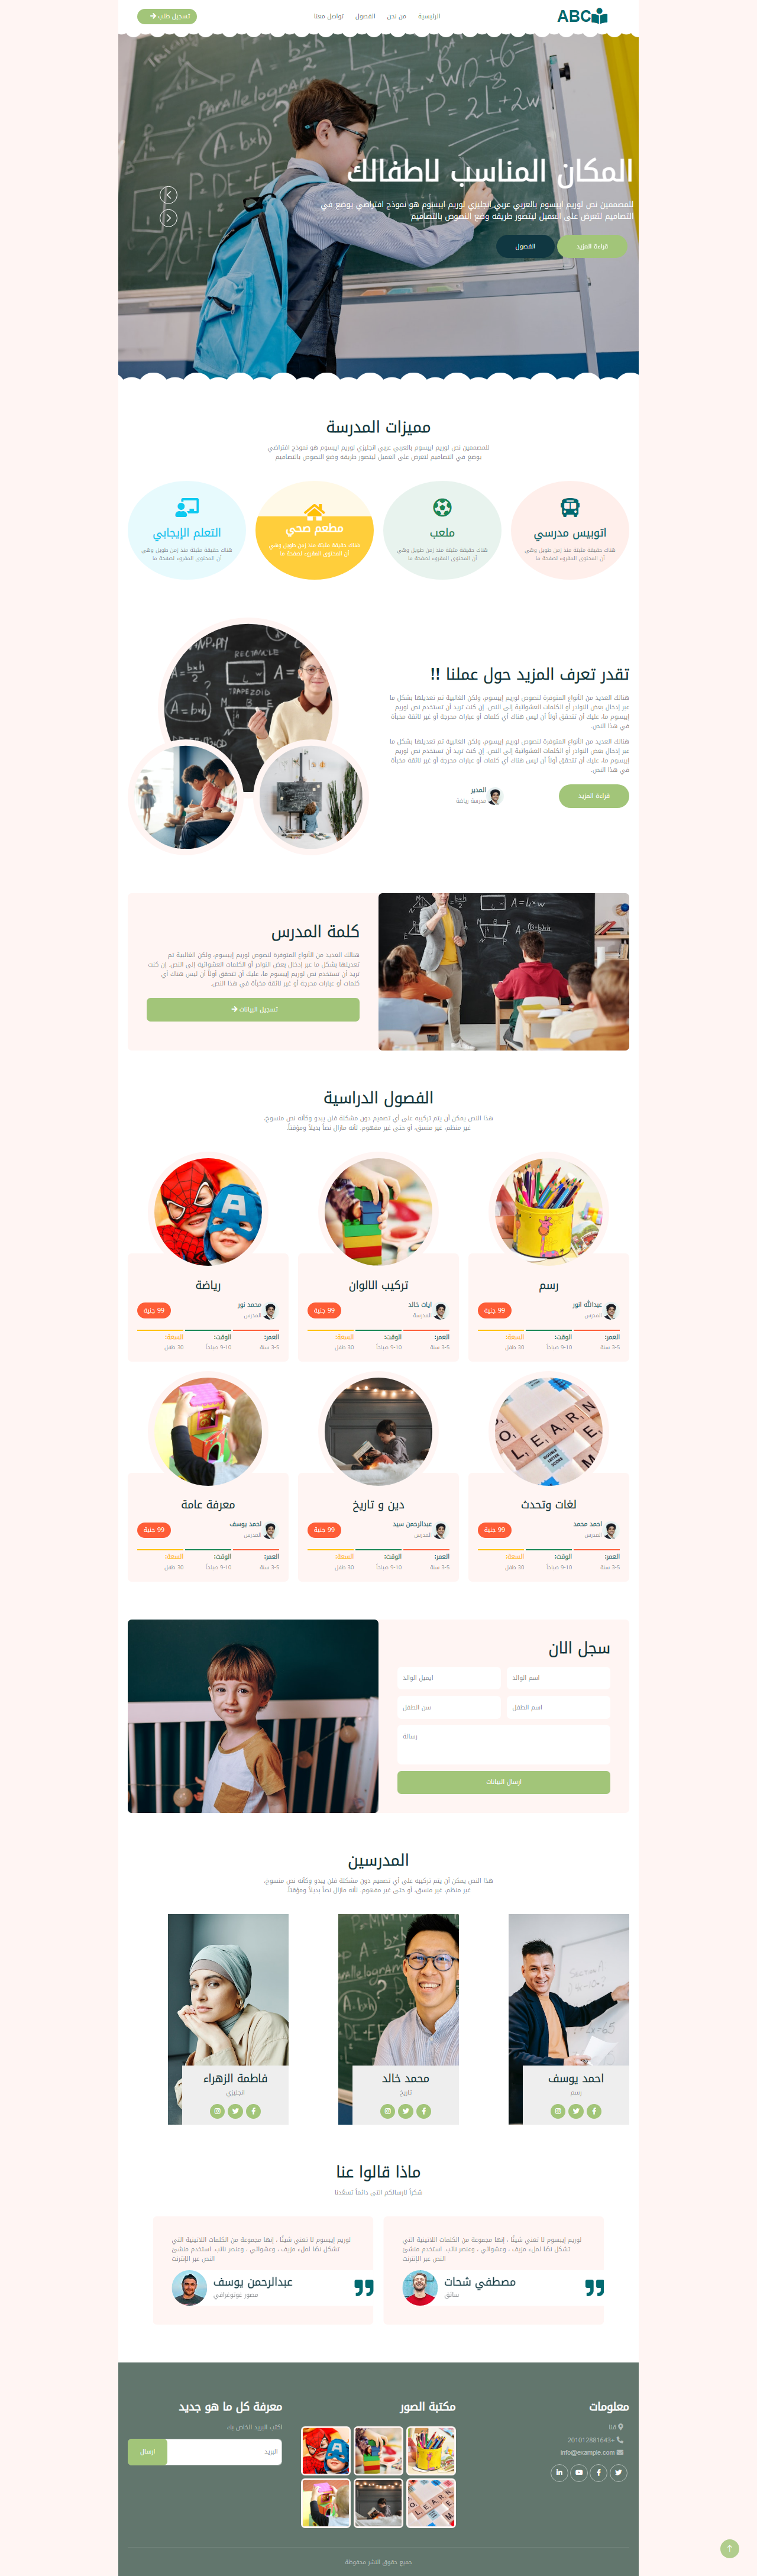 ABC
الرئيسية
من نحن
الفصول
تواصل معنا
تسجيل طلب
المكان المناسب لاطفالك
للمصممين نص لوريم ايبسوم بالعربي عربي انجليزي لوريم ايبسوم هو نموذج افتراضي يوضع في
التصاميم لتعرض على العميل ليتصور طريقه وضع النصوص بالتصاميم
قراءة المزيد
الفصول
مميزات المدرسة
للمصممين نص لوريم ايبسوم بالعربي عربي انجليزي لوريم ايبسوم هو نموذج افتراضي
يوضع في التصاميم لتعرض على العميل ليتصور طريقه وضع النصوص بالتصاميم
اتوبيس مدرسي
هناك حقيقة مثبتة منذ زمن طويل وهي
أن المحتوى المقروء لصفحة ما
ملعب
هناك حقيقة مثبتة منذ زمن طويل وهي
أن المحتوى المقروء لصفحة ما
مطعم صحي
هناك حقيقة مثبتة منذ زمن طويل وهي
أن المحتوى المقروء لصفحة ما
التعلم الإيجابي
هناك حقيقة مثبتة منذ زمن طويل وهي
أن المحتوى المقروء لصفحة ما
تقدر تعرف المزيد حول عملنا !!
هنالك العديد من الأنواع المتوفرة لنصوص لوريم إيبسوم، ولكن الغالبية تم تعديلها بشكل ما
عبر إدخال بعض النوادر أو الكلمات العشوائية إلى النص. إن كنت تريد أن تستخدم نص لوريم
إيبسوم ما، عليك أن تتحقق أولاً أن ليس هناك أي كلمات أو عبارات محرجة أو غير لائقة مخبأة
في هذا النص.
هنالك العديد من الأنواع المتوفرة لنصوص لوريم إيبسوم، ولكن الغالبية تم تعديلها بشكل ما
عبر إدخال بعض النوادر أو الكلمات العشوائية إلى النص. إن كنت تريد أن تستخدم نص لوريم
إيبسوم ما، عليك أن تتحقق أولاً أن ليس هناك أي كلمات أو عبارات محرجة أو غير لائقة مخبأة
في هذا النص.
قراءة المزيد
المدير
مدرسة رياضة
كلمة المدرس
هنالك العديد من الأنواع المتوفرة لنصوص لوريم إيبسوم، ولكن الغالبية تم
تعديلها بشكل ما عبر إدخال بعض النوادر أو الكلمات العشوائية إلى النص. إن كنت
تريد أن تستخدم نص لوريم إيبسوم ما، عليك أن تتحقق أولاً أن ليس هناك أي
كلمات أو عبارات محرجة أو غير لائقة مخبأة في هذا النص.
تسجيل البيانات
الفصول الدراسية
هذا النص يمكن أن يتم تركيبه على أي تصميم دون مشكلة فلن يبدو وكأنه نص منسوخ،
غير منظم، غير منسق، أو حتى غير مفهوم. لأنه مازال نصاً بديلاً ومؤقتاً.
رسم
عبدالله انور
المدرس
99 جنية
العمر:
3-5 سنة
الوقت:
9-10 صباحاً
السعة:
30 طفل
تركيب الالوان
ايات خالد
المدرسة
99 جنية
العمر:
3-5 سنة
الوقت:
9-10 صباحاً
السعة:
30 طفل
رياضة
محمد نور
المدرس
99 جنية
العمر:
3-5 سنة
الوقت:
9-10 صباحاً
السعة:
30 طفل
لغات وتحدث
احمد محمد
المدرس
99 جنية
العمر:
3-5 سنة
الوقت:
9-10 صباحاً
السعة:
30 طفل
دين و تاريخ
عبدالرحمن سيد
المدرس
99 جنية
العمر:
3-5 سنة
الوقت:
9-10 صباحاً
السعة:
30 طفل
معرفة عامة
احمد يوسف
المدرس
99 جنية
العمر:
3-5 سنة
الوقت:
9-10 صباحاً
السعة:
30 طفل
سجل الان
اسم الوالد
ايميل الوالد
اسم الطفل
سن الطفل
رسالة
ارسال البيانات
المدرسين
هذا النص يمكن أن يتم تركيبه على أي تصميم دون مشكلة فلن يبدو وكأنه نص منسوخ،
غير منظم، غير منسق، أو حتى غير مفهوم. لأنه مازال نصاً بديلاً ومؤقتاً.
احمد يوسف
رسم
محمد خالد
تاريخ
فاطمة الزهراء
انجليزي
ماذا قالوا عنا
شكراً لارسالكم التي دائماً تسعدنا
لوريم إيبسوم لا تعني شيئًا ، إنها مجموعة من الكلمات اللاتينية التي
تشكل نصًا لملء مزيف ، وعشوائي ، وعنصر نائب. استخدم منشئ
النص عبر الإنترنت
مصطفي شحات
سائق
لوريم إيبسوم لا تعني شيئًا ، إنها مجموعة من الكلمات اللاتينية التي
تشكل نصًا لملء مزيف ، وعشوائي ، وعنصر نائب. استخدم منشئ
النص عبر الإنترنت
عبدالرحمن يوسف
مصور فوتوغرافي
معلومات
قنا
+201012881643
info@example.com
مكتبة الصور
معرفة كل ما هو جديد
اكتب البريد الخاص بك
البريد
ارسال
جميع حقوق النشر محفوظة